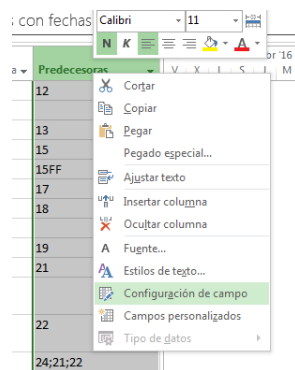 s con fechas
Calibri 11
N K A
br '16
a Predecesoras V X J S L M
12
13
15
15FF
17
18
19
21
22
24;21;22
Cortar
Copiar
Pegar
Pegado especial...
Ajustar texto
Insertar columna
Ocultar columna
A Fuente...
Estilos de texto...
Configuración de campo
Campos personalizados
Tipo de datos